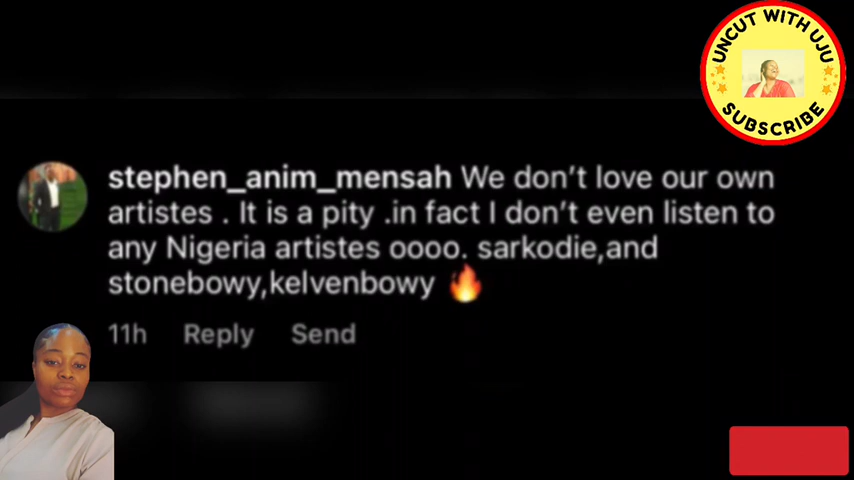 UNCUT WITH UJU
SUBSCRIBE
stephen_anim_mensah We don’t love our own
artistes . It is a pity .in fact I don’t even listen to
any Nigeria artistes oooo. sarkodie,and
stonebowy,kelvenbowy 🔥
11h Reply Send